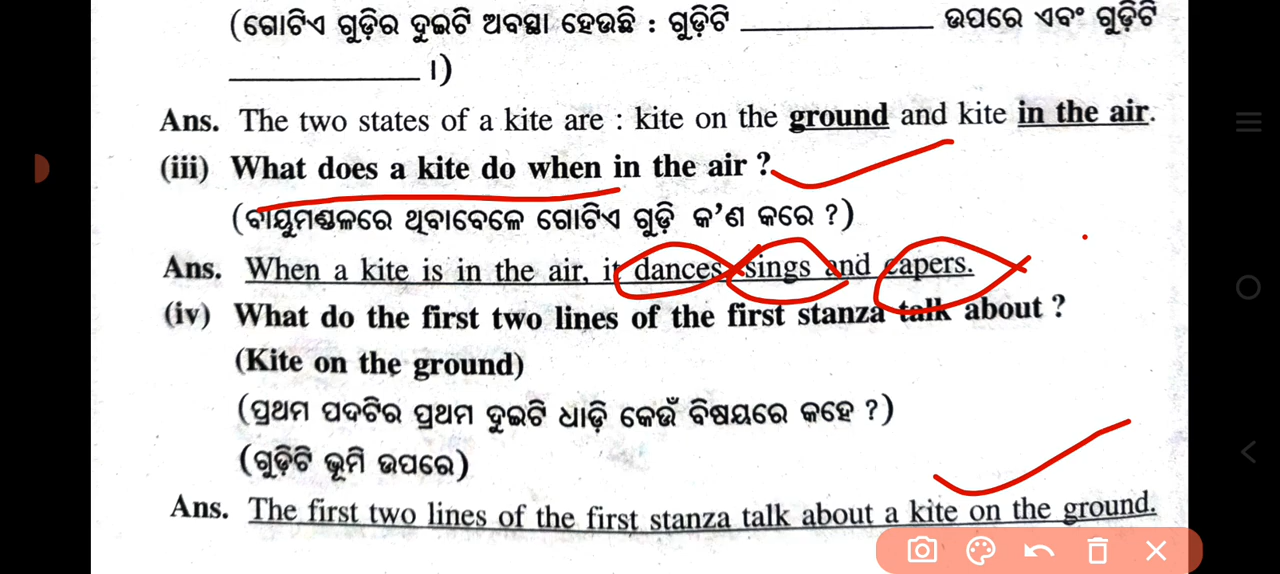 (ଗୋଟିଏ ଗୁଡ଼ିର ଦୁଇଟି ଅବସ୍ଥା ହେଉଛି : ଗୁଡ଼ିଟି ______________ ଉପରେ ଏବଂ ଗୁଡ଼ିଟି
______________ ।)
Ans. The two states of a kite are : kite on the ground and kite in the air.
(iii) What does a kite do when in the air ?
(ବାୟୁମଣ୍ଡଳରେ ଥିବାବେଳେ ଗୋଟିଏ ଗୁଡ଼ି କ'ଣ କରେ ?)
Ans. When a kite is in the air, it dances, sings and capers.
(iv) What do the first two lines of the first stanza talk about ?
(Kite on the ground)
(ପ୍ରଥମ ପଦଟିର ପ୍ରଥମ ଦୁଇଟି ଧାଡ଼ି କେଉଁ ବିଷୟରେ କହେ ?)
(ଗୁଡ଼ିଟି ଭୂମି ଉପରେ)
Ans. The first two lines of the first stanza talk about a kite on the ground.